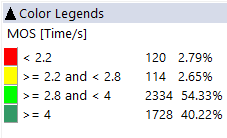 Color Legends
MOS [Time/s]
< 2.2 120 2.79%
>= 2.2 and < 2.8 114 2.65%
>= 2.8 and < 4 2334 54.33%
>= 4 1728 40.22%